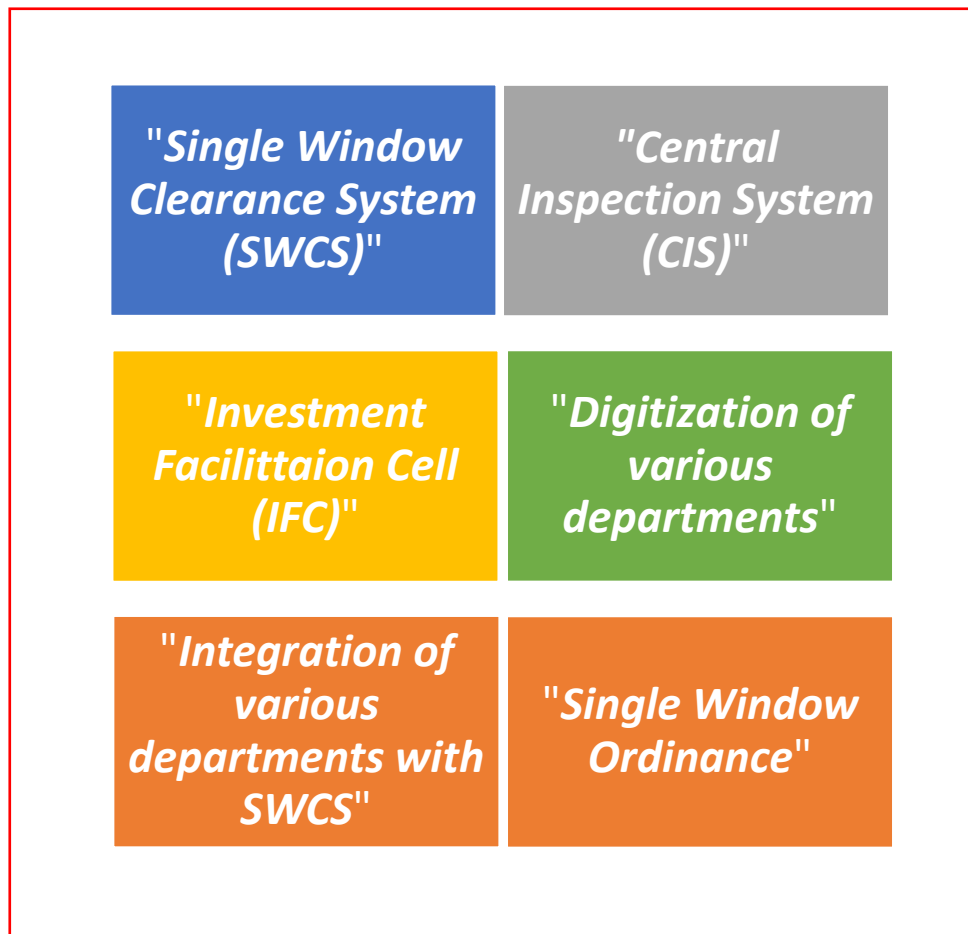 "Single Window
Clearance System
(SWCS)"
"Central
Inspection System
(CIS)"
"Investment
Facilittaion Cell
(IFC)"
"Digitization of
various
departments"
"Integration of
various
departments with
SWCS"
"Single Window
Ordinance"